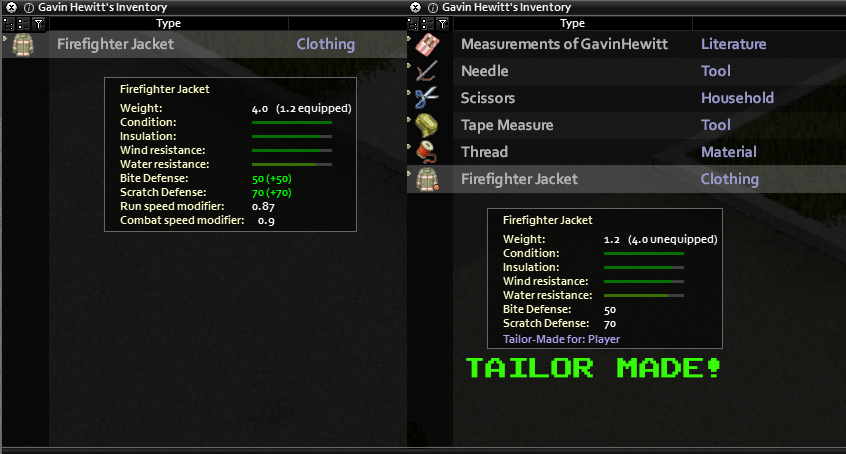 Gavin Hewitt's Inventory
Type
Firefighter Jacket Clothing
Firefighter Jacket
Weight: 4.0 (1.2 equipped)
Condition:
Insulation:
Wind resistance:
Water resistance:
Bite Defense: 50 (+50)
Scratch Defense: 70 (+70)
Run speed modifier: 0.87
Combat speed modifier: 0.9
Gavin Hewitt's Inventory
Type
Measurements of GavinHewitt Literature
Needle Tool
Scissors Household
Tape Measure Tool
Thread Material
Firefighter Jacket Clothing
Firefighter Jacket
Weight: 1.2 (4.0 unequipped)
Condition:
Insulation:
Wind resistance:
Water resistance:
Bite Defense: 50
Scratch Defense: 70
Tailor-Made for: Player
TAILOR MADE!